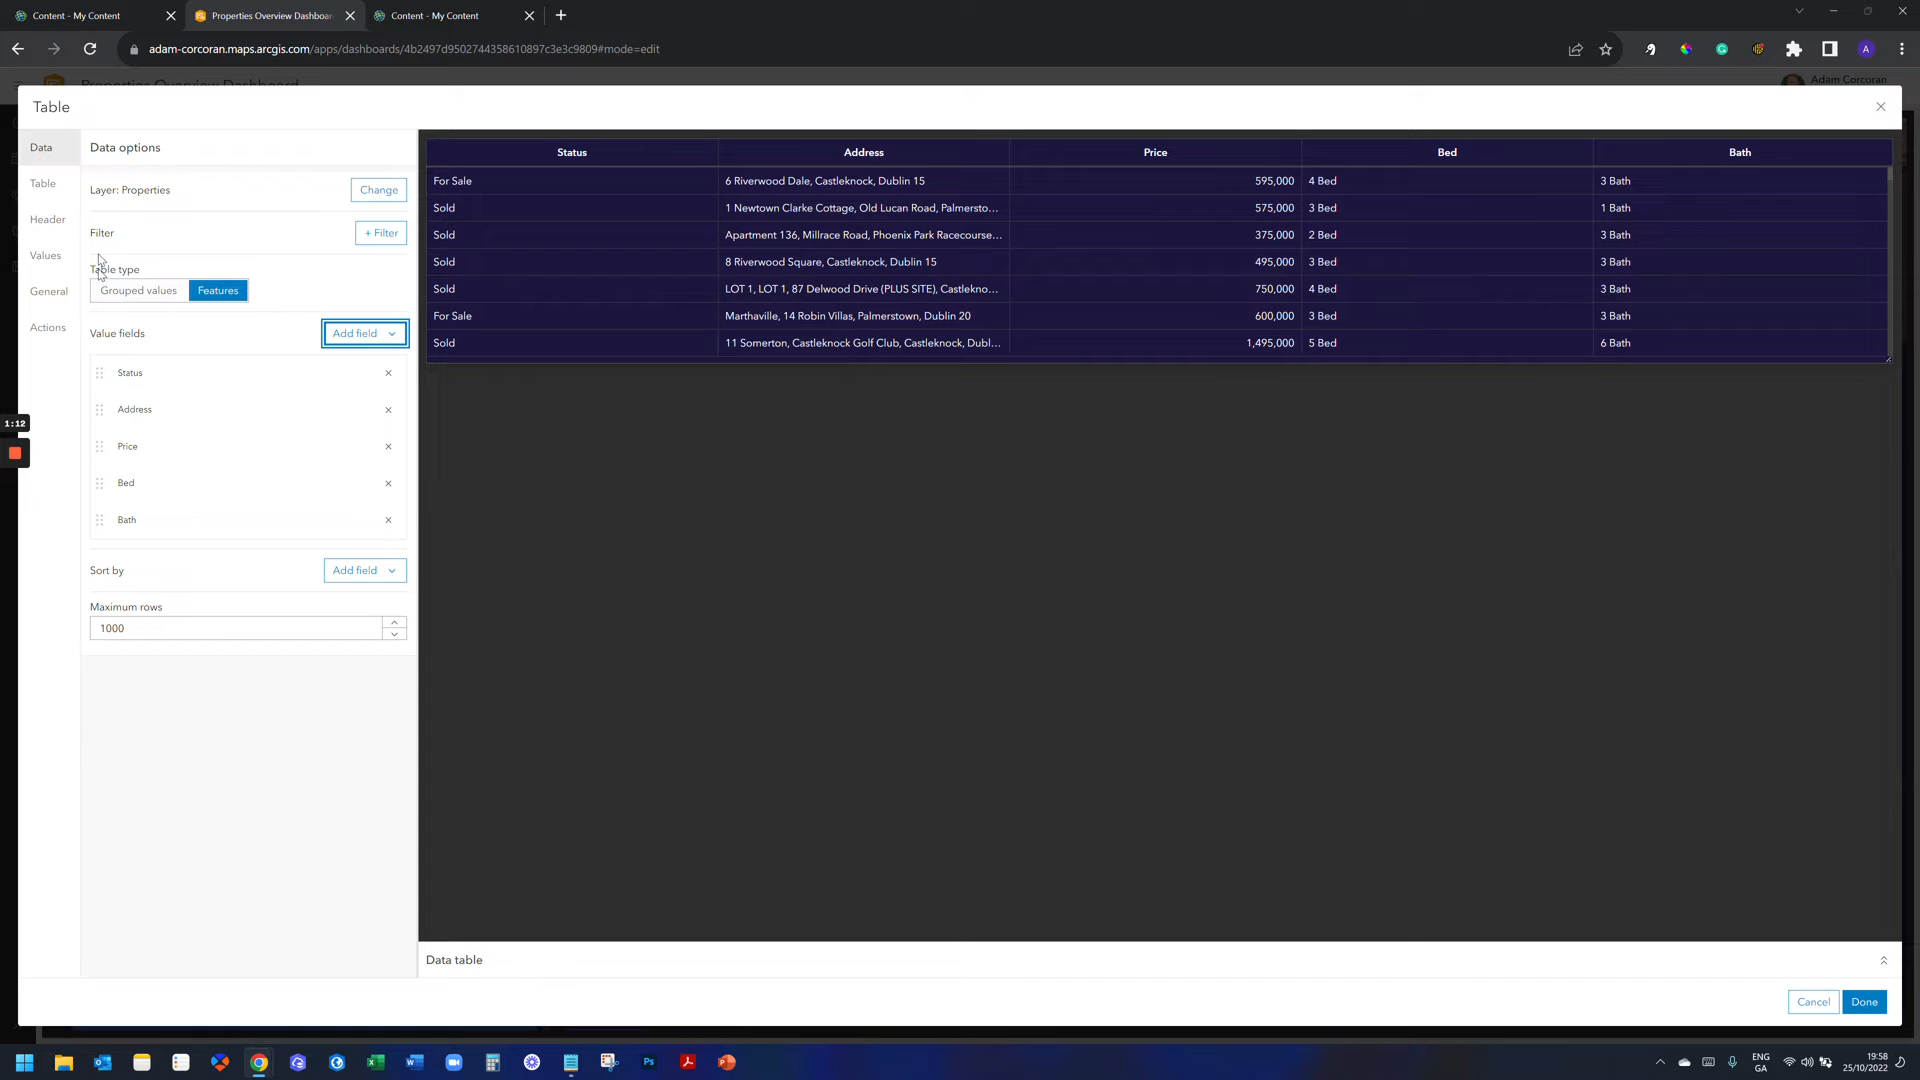 Content - My Content
Properties Overview Dashboa
Content - My Content
adam-corcoran.maps.arcgis.com/apps/dashboards/4b2497d9502744358610897c3e3c9809#mode=edit
A
Properties Overview Dashboard
Adam Corcoran
Table
Data
Table
Header
Values
General
Actions
Data options
Layer: Properties
Change
Filter
+ Filter
Table type
Grouped values
Features
Value fields
Add field
Status
Address
Price
Bed
Bath
Sort by
Add field
Maximum rows
1000
Status Address Price Bed Bath
For Sale 6 Riverwood Dale, Castleknock, Dublin 15 595,000 4 Bed 3 Bath
Sold 1 Newtown Clarke Cottage, Old Lucan Road, Palmersto... 575,000 3 Bed 1 Bath
Sold Apartment 136, Millrace Road, Phoenix Park Racecourse... 375,000 2 Bed 3 Bath
Sold 8 Riverwood Square, Castleknock, Dublin 15 495,000 3 Bed 3 Bath
Sold LOT 1, LOT 1, 87 Delwood Drive (PLUS SITE), Castlekno... 750,000 4 Bed 3 Bath
For Sale Marthaville, 14 Robin Villas, Palmerstown, Dublin 20 600,000 3 Bed 3 Bath
Sold 11 Somerton, Castleknock Golf Club, Castleknock, Dubl... 1,495,000 5 Bed 6 Bath
1:12
Data table
Cancel
Done
Ps
ENG
GA
19:58
25/10/2022